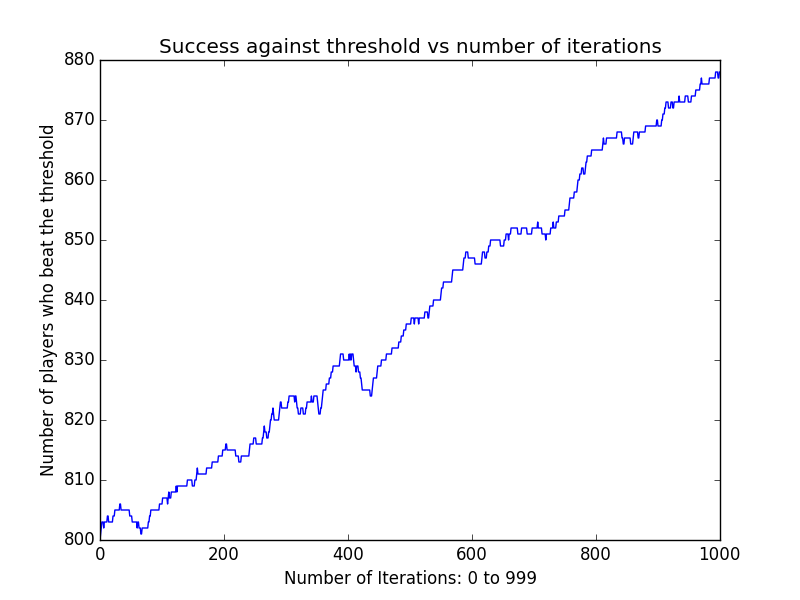 Success against threshold vs number of iterations
880
870
860
850
840
830
820
810
800
Number of players who beat the threshold
0 200 400 600 800 1000
Number of Iterations: 0 to 999